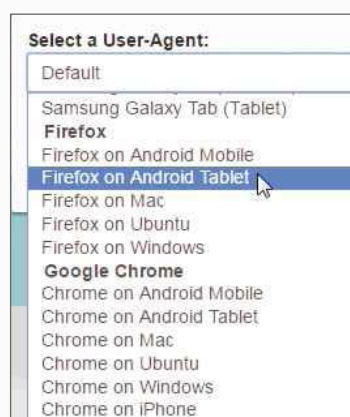 Select a User-Agent:
Default
Samsung Galaxy Tab (Tablet)
Firefox
Firefox on Android Mobile
Firefox on Android Tablet
Firefox on Mac
Firefox on Ubuntu
Firefox on Windows
Google Chrome
Chrome on Android Mobile
Chrome on Android Tablet
Chrome on Mac
Chrome on Ubuntu
Chrome on Windows
Chrome on iPhone